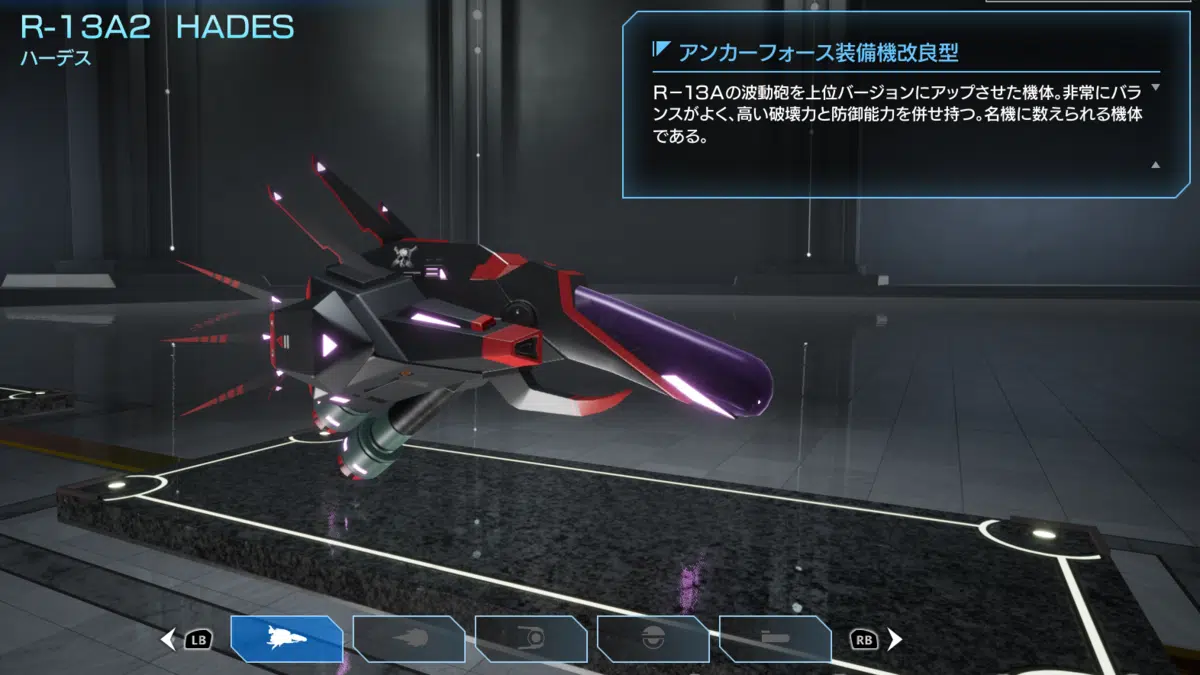 R-13A2 HADES
ハーデス
アンカーフォース装備機改良型
R−13Aの波動砲を上位バージョンにアップさせた機体。非常にバラ
ンスがよく、高い破壊力と防御能力を併せ持つ。名機に数えられる機体
である。
LB
RB